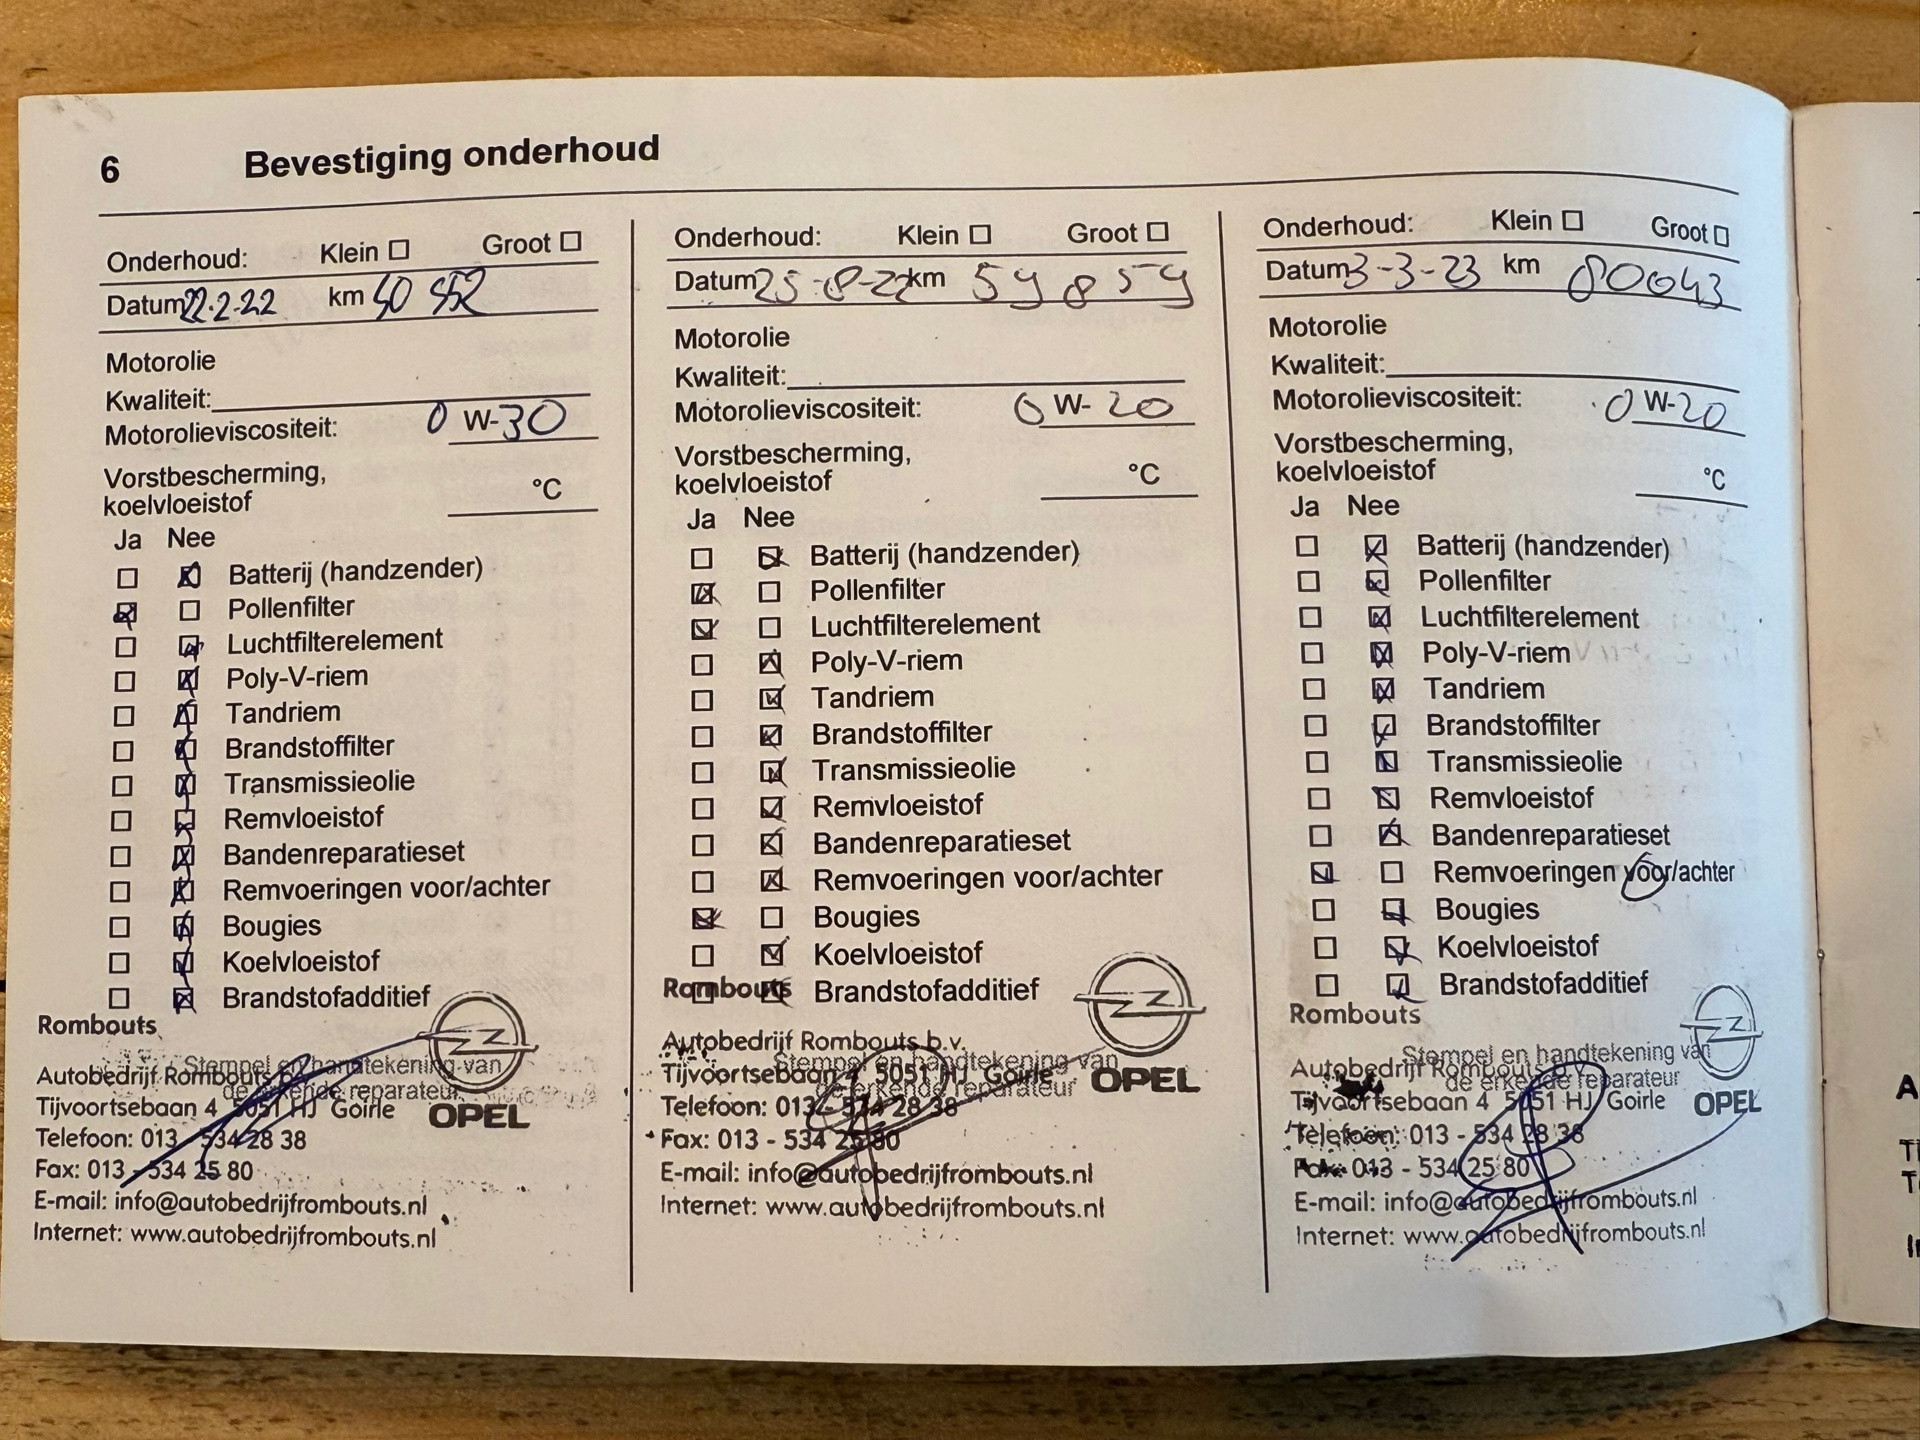 6 Bevestiging onderhoud
Onderhoud: Klein ☐ Groot ☐
Datum 22-2-22 km 40 552
Motorolie
Kwaliteit:
Motorolieviscositeit: 0 W-30
Vorstbescherming,
koelvloeistof °C
Ja Nee
☐ ☒ Batterij (handzender)
☒ ☐ Pollenfilter
☐ ☒ Luchtfilterelement
☐ ☒ Poly-V-riem
☐ ☒ Tandriem
☐ ☒ Brandstoffilter
☐ ☒ Transmissieolie
☐ ☒ Remvloeistof
☐ ☒ Bandenreparatieset
☐ ☒ Remvoeringen voor/achter
☐ ☒ Bougies
☐ ☒ Koelvloeistof
☐ ☒ Brandstofadditief
Rombouts
Stempel en handtekening van
de erkende reparateur
Autobedrijf Rombouts b.v.
Tijvoortsebaan 4 5051 HJ Goirle
Telefoon: 013 - 534 28 38
Fax: 013 - 534 25 80
E-mail: info@autobedrijfrombouts.nl
Internet: www.autobedrijfrombouts.nl
OPEL
Onderhoud: Klein ☐ Groot ☐
Datum 25-8-22 km 59859
Motorolie
Kwaliteit:
Motorolieviscositeit: 0 W-20
Vorstbescherming,
koelvloeistof °C
Ja Nee
☐ ☒ Batterij (handzender)
☒ ☐ Pollenfilter
☒ ☐ Luchtfilterelement
☐ ☒ Poly-V-riem
☐ ☒ Tandriem
☐ ☒ Brandstoffilter
☐ ☒ Transmissieolie
☐ ☒ Remvloeistof
☐ ☒ Bandenreparatieset
☐ ☒ Remvoeringen voor/achter
☒ ☐ Bougies
☐ ☒ Koelvloeistof
☐ ☒ Brandstofadditief
Rombouts
Autobedrijf Rombouts b.v.
Stempel en handtekening van
de erkende reparateur
Tijvoortsebaan 4 5051 HJ Goirle
Telefoon: 013 - 534 28 38
Fax: 013 - 534 25 80
E-mail: info@autobedrijfrombouts.nl
Internet: www.autobedrijfrombouts.nl
OPEL
Onderhoud: Klein ☐ Groot ☐
Datum 3-3-23 km 80043
Motorolie
Kwaliteit:
Motorolieviscositeit: 0 W-20
Vorstbescherming,
koelvloeistof °C
Ja Nee
☐ ☒ Batterij (handzender)
☐ ☒ Pollenfilter
☐ ☒ Luchtfilterelement
☐ ☒ Poly-V-riem
☐ ☒ Tandriem
☐ ☒ Brandstoffilter
☐ ☒ Transmissieolie
☐ ☒ Remvloeistof
☐ ☒ Bandenreparatieset
☒ ☐ Remvoeringen voor/achter
☐ ☒ Bougies
☐ ☒ Koelvloeistof
☐ ☒ Brandstofadditief
Rombouts
Stempel en handtekening van
de erkende reparateur
Autobedrijf Rombouts b.v.
Tijvoortsebaan 4 5051 HJ Goirle
Telefoon: 013 - 534 28 38
Fax: 013 - 534 25 80
E-mail: info@autobedrijfrombouts.nl
Internet: www.autobedrijfrombouts.nl
OPEL